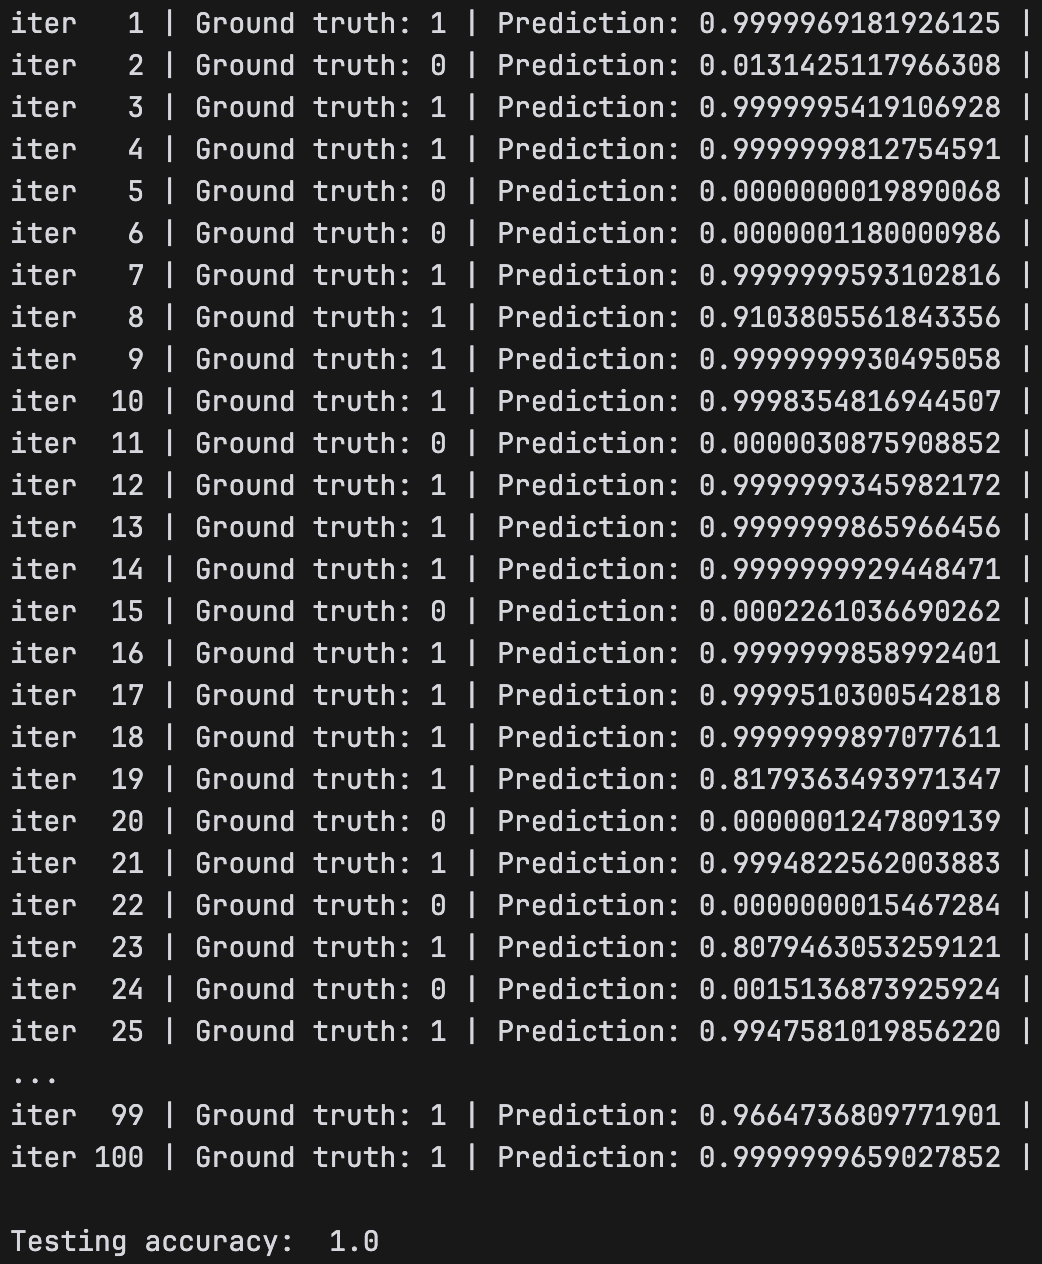 iter   1 | Ground truth: 1 | Prediction: 0.9999969181926125 |
iter   2 | Ground truth: 0 | Prediction: 0.0131425117966308 |
iter   3 | Ground truth: 1 | Prediction: 0.9999995419106928 |
iter   4 | Ground truth: 1 | Prediction: 0.9999999812754591 |
iter   5 | Ground truth: 0 | Prediction: 0.0000000019890068 |
iter   6 | Ground truth: 0 | Prediction: 0.0000001180000986 |
iter   7 | Ground truth: 1 | Prediction: 0.9999999593102816 |
iter   8 | Ground truth: 1 | Prediction: 0.9103805561843356 |
iter   9 | Ground truth: 1 | Prediction: 0.9999999930495058 |
iter  10 | Ground truth: 1 | Prediction: 0.9998354816944507 |
iter  11 | Ground truth: 0 | Prediction: 0.0000030875908852 |
iter  12 | Ground truth: 1 | Prediction: 0.9999999345982172 |
iter  13 | Ground truth: 1 | Prediction: 0.9999999865966456 |
iter  14 | Ground truth: 1 | Prediction: 0.9999999929448471 |
iter  15 | Ground truth: 0 | Prediction: 0.0002261036690262 |
iter  16 | Ground truth: 1 | Prediction: 0.9999999858992401 |
iter  17 | Ground truth: 1 | Prediction: 0.9999510300542818 |
iter  18 | Ground truth: 1 | Prediction: 0.9999999897077611 |
iter  19 | Ground truth: 1 | Prediction: 0.8179363493971347 |
iter  20 | Ground truth: 0 | Prediction: 0.0000001247809139 |
iter  21 | Ground truth: 1 | Prediction: 0.9994822562003883 |
iter  22 | Ground truth: 0 | Prediction: 0.0000000015467284 |
iter  23 | Ground truth: 1 | Prediction: 0.8079463053259121 |
iter  24 | Ground truth: 0 | Prediction: 0.0015136873925924 |
iter  25 | Ground truth: 1 | Prediction: 0.9947581019856220 |
...
iter  99 | Ground truth: 1 | Prediction: 0.9664736809771901 |
iter 100 | Ground truth: 1 | Prediction: 0.9999999659027852 |
Testing accuracy:  1.0